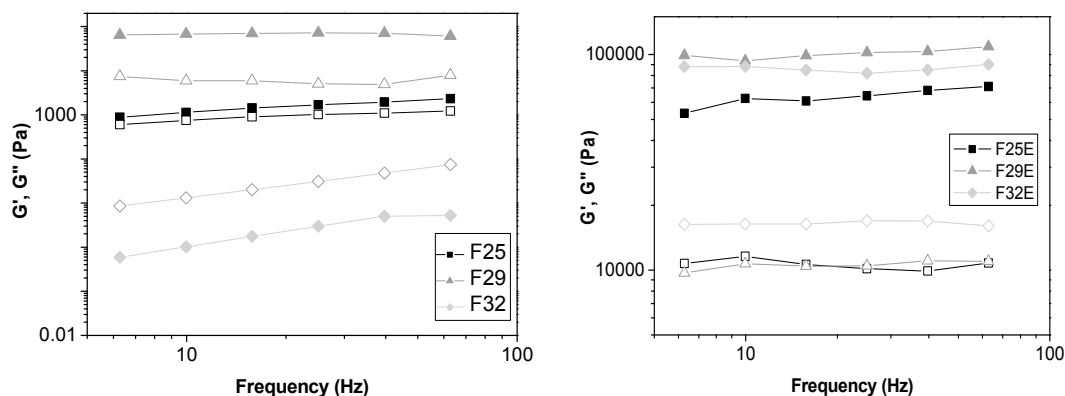 G', G'' (Pa)
1000
0.01
10
100
Frequency (Hz)
F25
F29
F32
G', G'' (Pa)
100000
10000
10
100
Frequency (Hz)
F25E
F29E
F32E